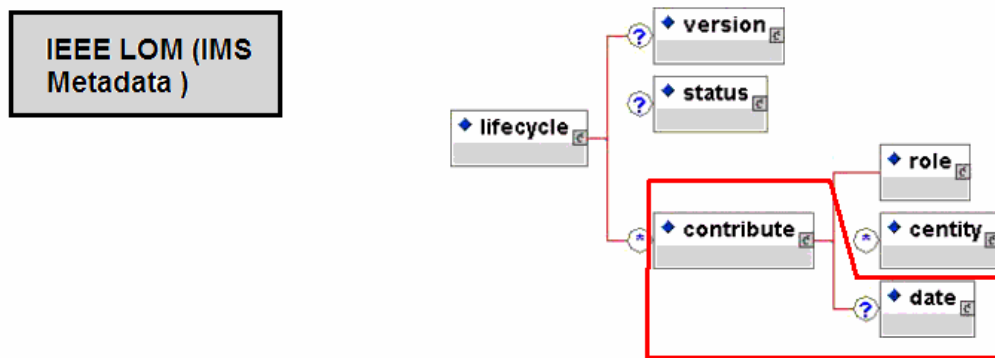 IEEE LOM (IMS
Metadata )
? version
? status
lifecycle
role
* contribute
* centity
? date